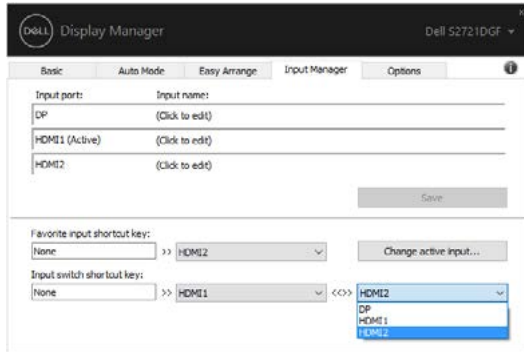 DELL Display Manager Dell S2721DGF
Basic Auto Mode Easy Arrange Input Manager Options
Input port: Input name:
DP (Click to edit)
HDMI1 (Active) (Click to edit)
HDMI2 (Click to edit)
Save
Favorite input shortcut key:
None >> HDMI2 Change active input...
Input switch shortcut key:
None >> HDMI1 <<>> HDMI2
DP
HDMI1
HDMI2